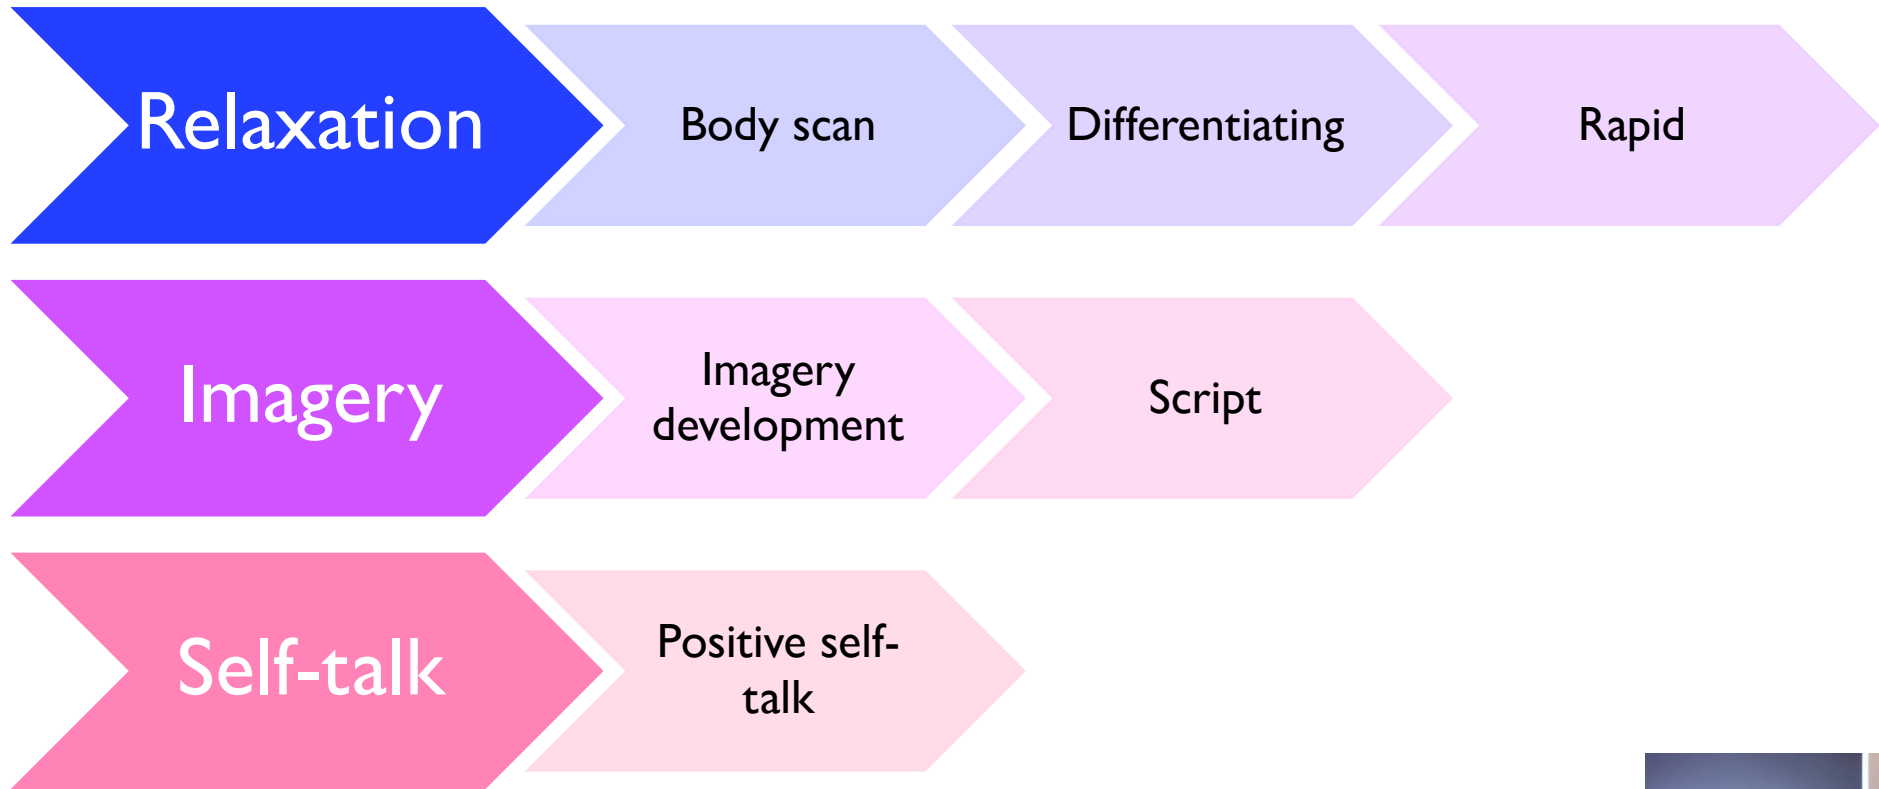 Relaxation
Body scan
Differentiating
Rapid
Imagery
Imagery
development
Script
Self-talk
Positive self-
talk